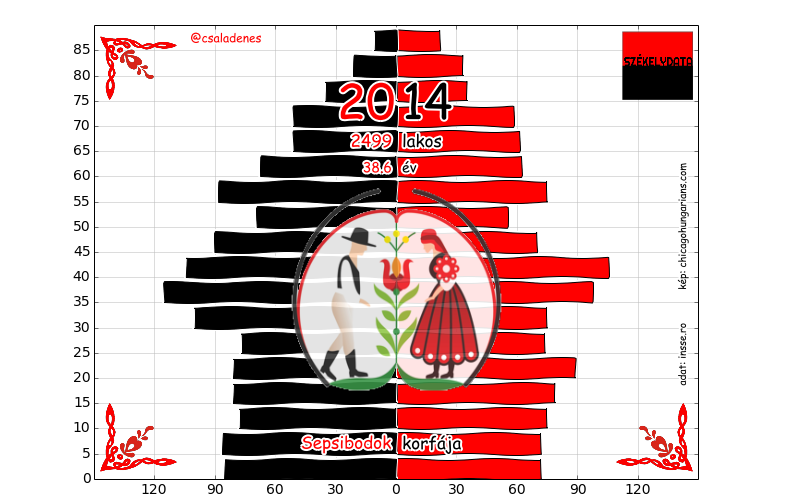 @csaladenes
SZÉKELYDATA
2014
2499 lakos
38.6 év
Sepsibodok korfája
kép: chicagohungarians.com
adat: insse.ro
85
80
75
70
65
60
55
50
45
40
35
30
25
20
15
10
5
0
120 90 60 30 0 30 60 90 120